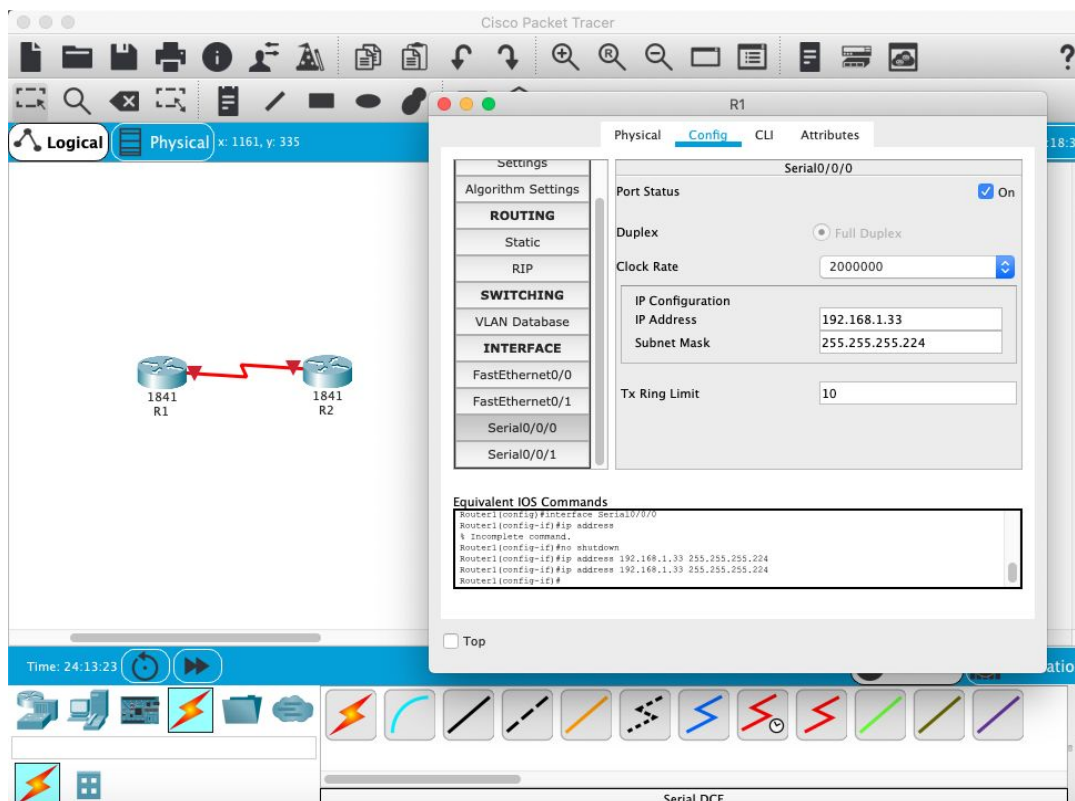 Cisco Packet Tracer
Logical
Physical
x: 1161, y: 335
:18:3
R1
Physical
Config
CLI
Attributes
Settings
Algorithm Settings
ROUTING
Static
RIP
SWITCHING
VLAN Database
INTERFACE
FastEthernet0/0
FastEthernet0/1
Serial0/0/0
Serial0/0/1
Serial0/0/0
Port Status
On
Duplex
Full Duplex
Clock Rate
2000000
IP Configuration
IP Address
192.168.1.33
Subnet Mask
255.255.255.224
Tx Ring Limit
10
Equivalent IOS Commands
Router1(config)#interface Serial0/0/0
Router1(config-if)#ip address
% Incomplete command.
Router1(config-if)#no shutdown
Router1(config-if)#ip address 192.168.1.33 255.255.255.224
Router1(config-if)#ip address 192.168.1.33 255.255.255.224
Router1(config-if)#
Top
1841
R1
1841
R2
Time: 24:13:23
atio
Serial DCE